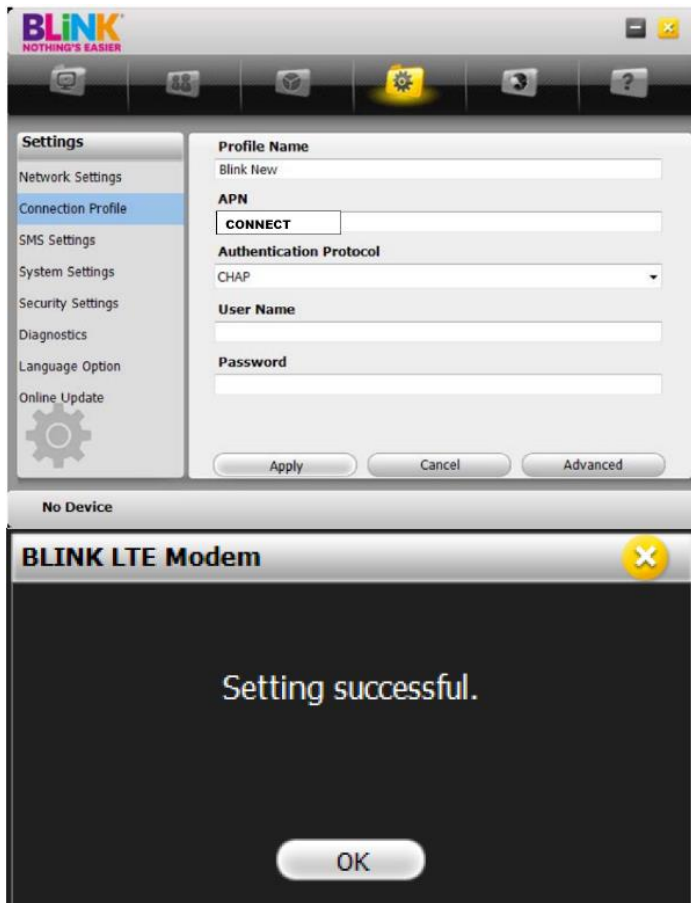 BLiNK
NOTHING'S EASIER
Settings
Network Settings
Connection Profile
SMS Settings
System Settings
Security Settings
Diagnostics
Language Option
Online Update
Profile Name
Blink New
APN
CONNECT
Authentication Protocol
CHAP
User Name
Password
Apply
Cancel
Advanced
No Device
BLINK LTE Modem
Setting successful.
OK